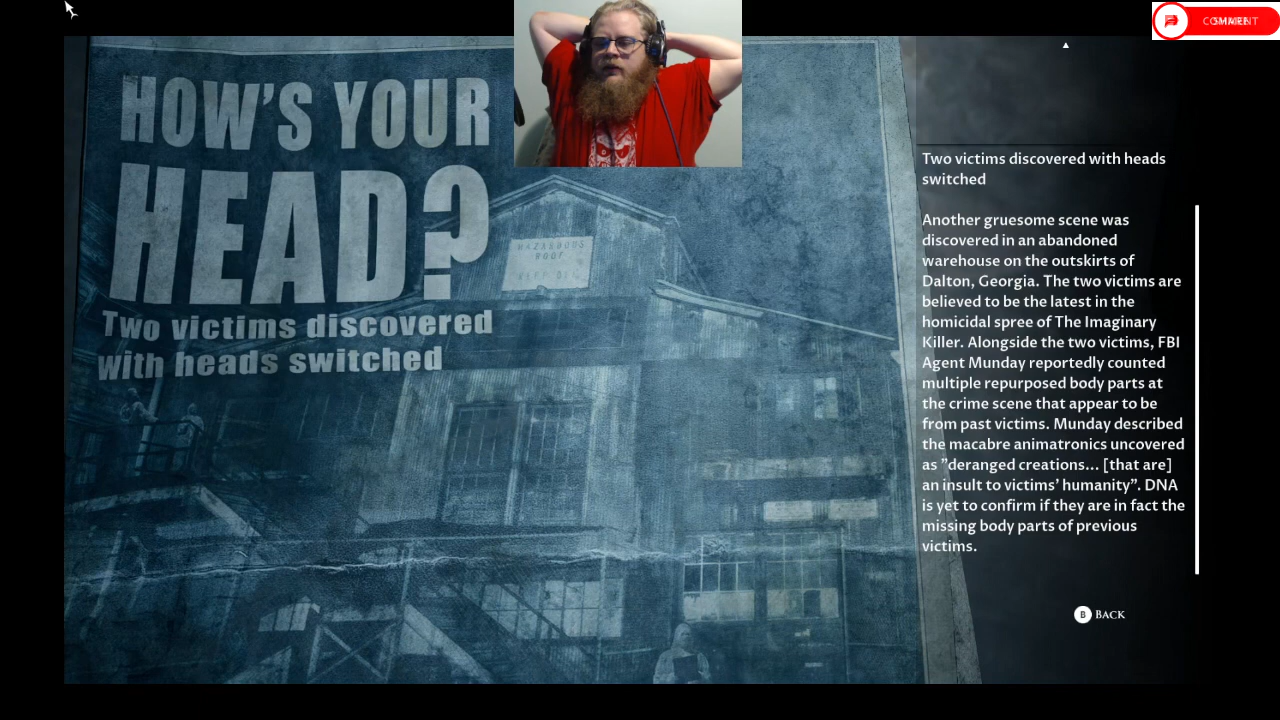 HOW'S YOUR
HEAD?
Two victims discovered
with heads switched
HAZARDOUS
ROOF
KEEP OFF
Two victims discovered with heads
switched
Another gruesome scene was
discovered in an abandoned
warehouse on the outskirts of
Dalton, Georgia. The two victims are
believed to be the latest in the
homicidal spree of The Imaginary
Killer. Alongside the two victims, FBI
Agent Munday reportedly counted
multiple repurposed body parts at
the crime scene that appear to be
from past victims. Munday described
the macabre animatronics uncovered
as "deranged creations... [that are]
an insult to victims' humanity". DNA
is yet to confirm if they are in fact the
missing body parts of previous
victims.
B BACK